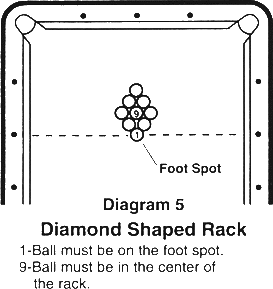 9
1
Foot Spot
Diagram 5
Diamond Shaped Rack
1-Ball must be on the foot spot.
9-Ball must be in the center of
the rack.